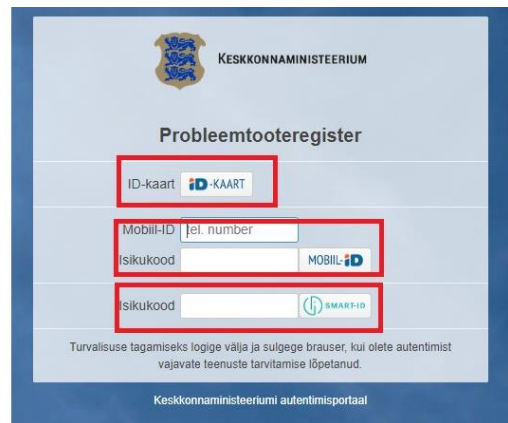 KESKKONNAMINISTEERIUM
Probleemtooteregister
ID-kaart iD-KAART
Mobiil-ID tel. number
Isikukood MOBIIL-iD
Isikukood SMART-ID
Turvalisuse tagamiseks logige välja ja sulgege brauser, kui olete autentimist
vajavate teenuste tarvitamise lõpetanud.
Keskkonnaministeeriumi autentimisportaal